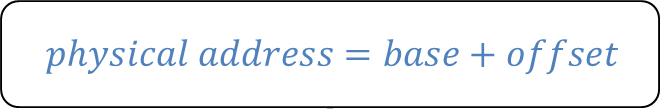 physical address = base + offset